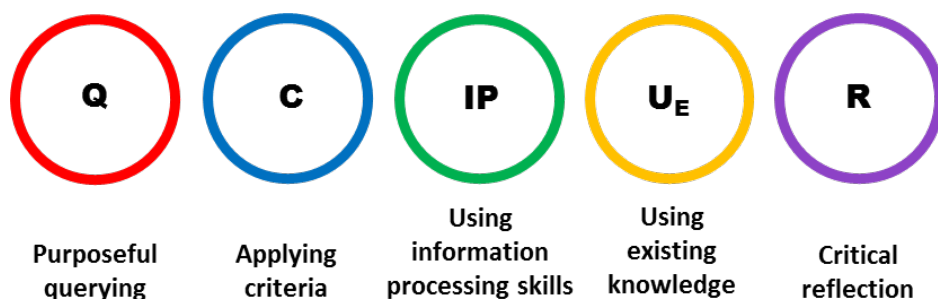 Q
C
IP
UE
R
Purposeful
querying
Applying
criteria
Using
information
processing skills
Using
existing
knowledge
Critical
reflection